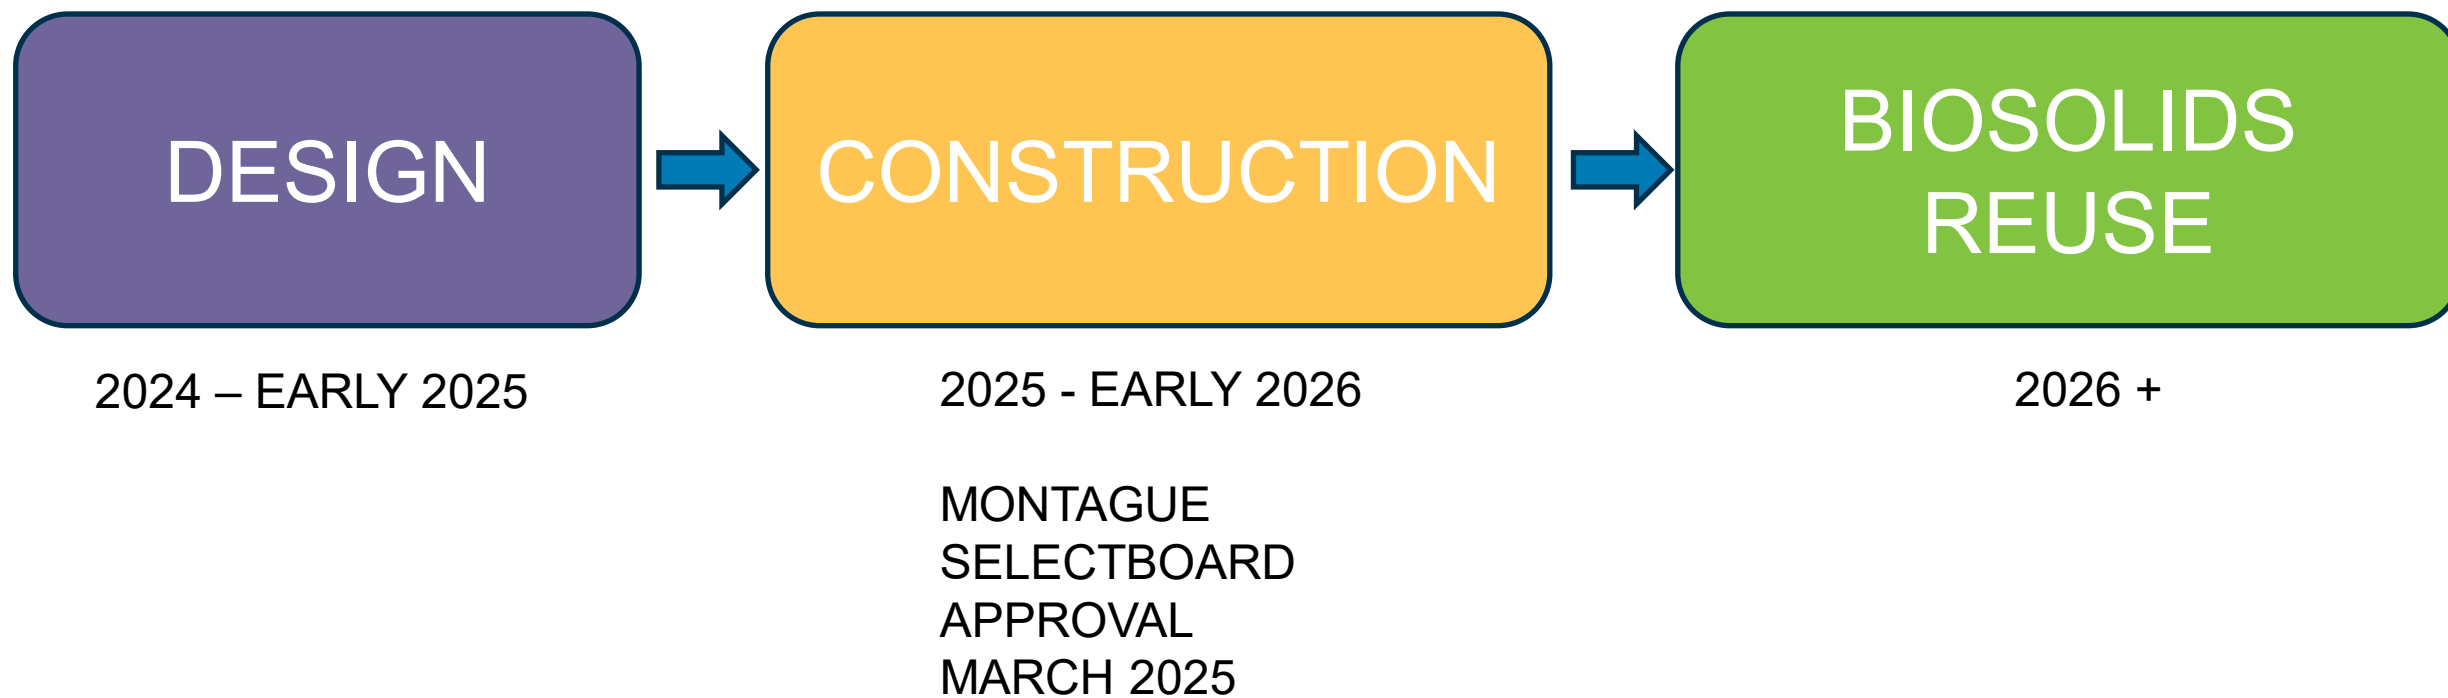 DESIGN
CONSTRUCTION
BIOSOLIDS
REUSE
2024 – EARLY 2025
2025 - EARLY 2026
2026 +
MONTAGUE
SELECTBOARD
APPROVAL
MARCH 2025